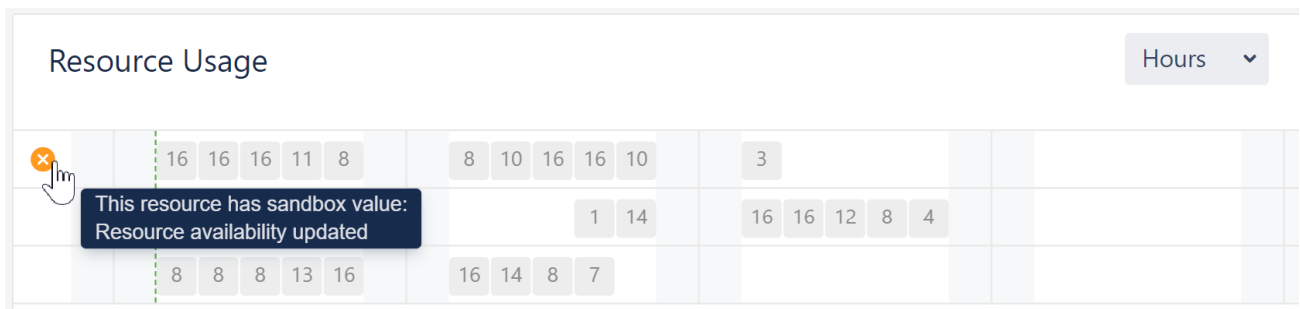 Resource Usage
Hours
16 16 16 11 8 8 10 16 16 10 3
This resource has sandbox value:
Resource availability updated
1 14 16 16 12 8 4
8 8 8 13 16 16 14 8 7